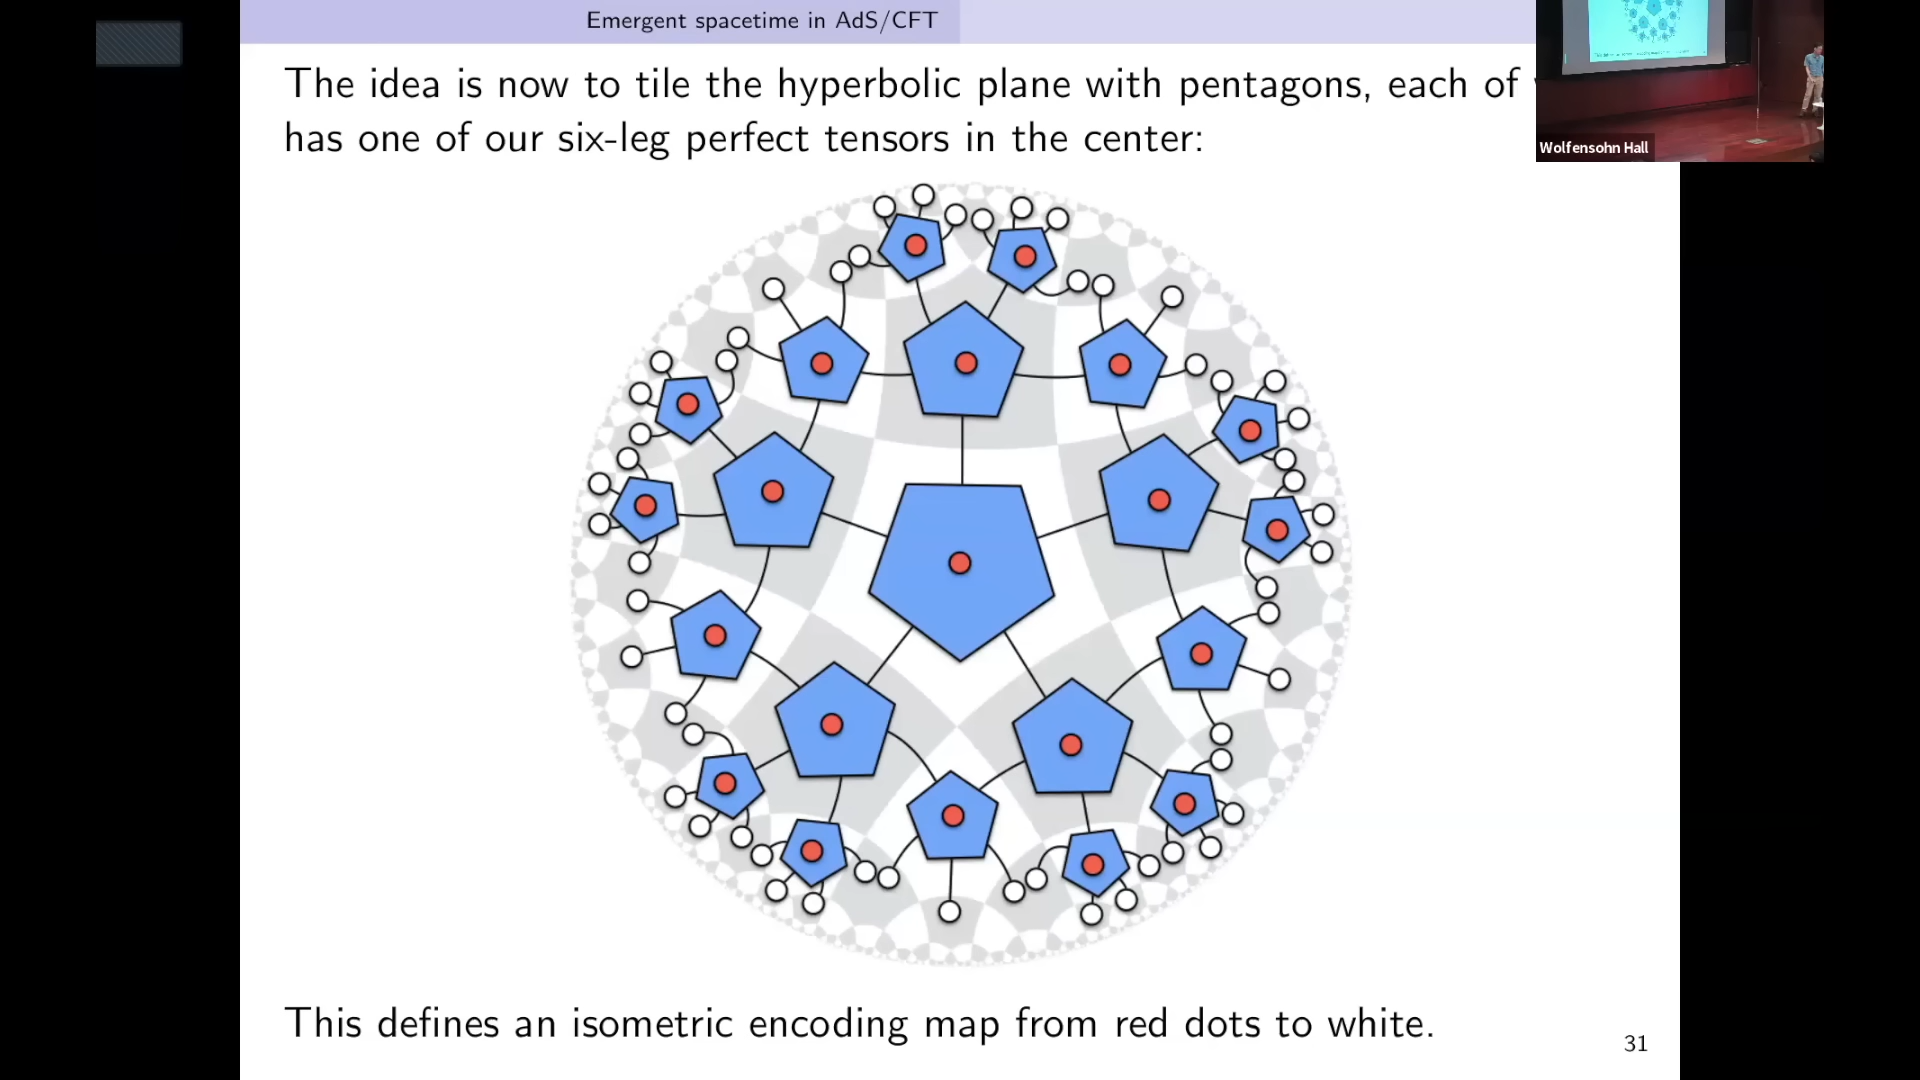 Emergent spacetime in AdS/CFT
The idea is now to tile the hyperbolic plane with pentagons, each of
has one of our six-leg perfect tensors in the center:
Wolfensohn Hall
This defines an isometric encoding map from red dots to white.
31